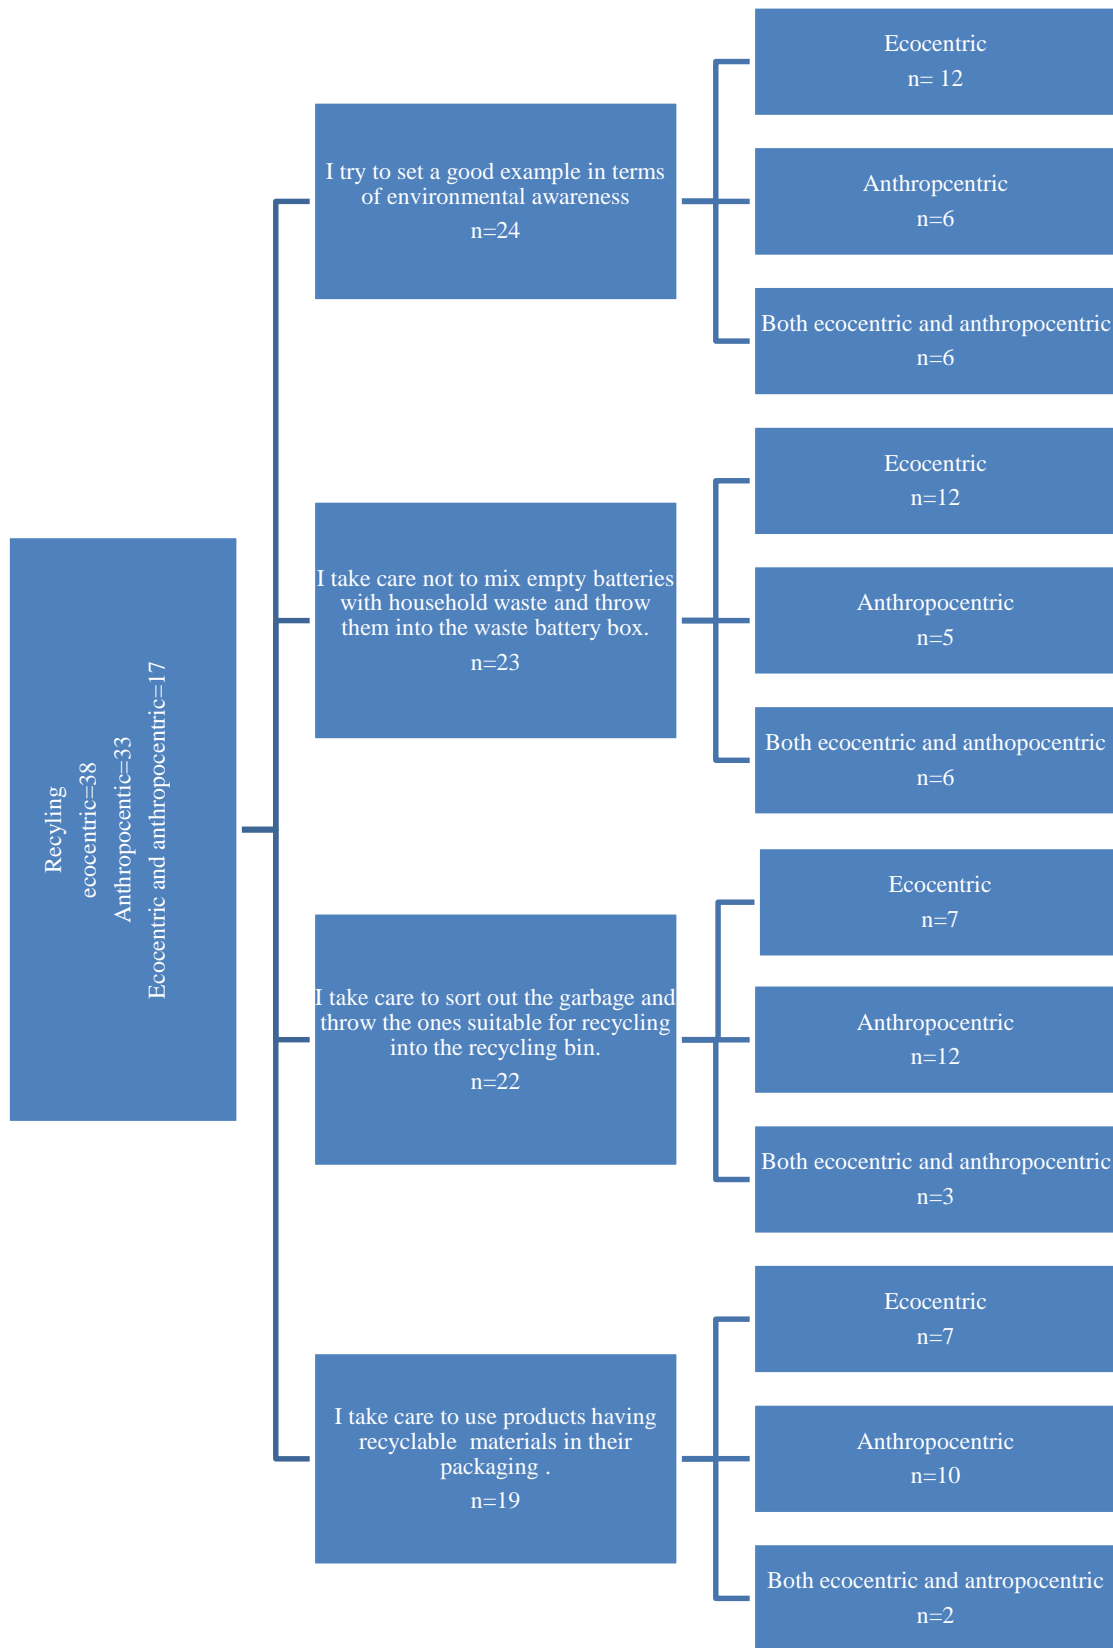 Recyling
ecocentric=38
Anthropocentic=33
Ecocentric and anthropocentric=17
I try to set a good example in terms
of environmental awareness
n=24
Ecocentric
n= 12
Anthropcentric
n=6
Both ecocentric and anthropocentric
n=6
I take care not to mix empty batteries
with household waste and throw
them into the waste battery box.
n=23
Ecocentric
n=12
Anthropocentric
n=5
Both ecocentric and anthopocentric
n=6
I take care to sort out the garbage and
throw the ones suitable for recycling
into the recycling bin.
n=22
Ecocentric
n=7
Anthropocentric
n=12
Both ecocentric and anthropocentric
n=3
I take care to use products having
recyclable  materials in their
packaging .
n=19
Ecocentric
n=7
Anthropocentric
n=10
Both ecocentric and antropocentric
n=2